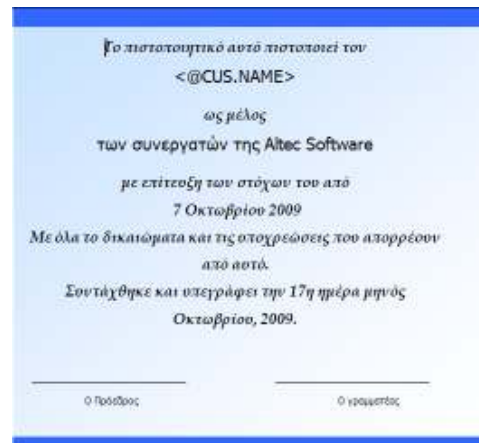 Το πιστοποιητικό αυτό πιστοποιεί τον
<@CUS.NAME>
ως μέλος
των συνεργατών της Altec Software
με επίτευξη των στόχων του από
7 Οκτωβρίου 2009
Με όλα το δικαιώματα και τις υποχρεώσεις που απορρέουν
από αυτό.
Συντάχθηκε και υπεγράφει την 17η ημέρα μηνός
Οκτωβρίου, 2009.
Ο Πρόεδρος
Ο γραμματέας